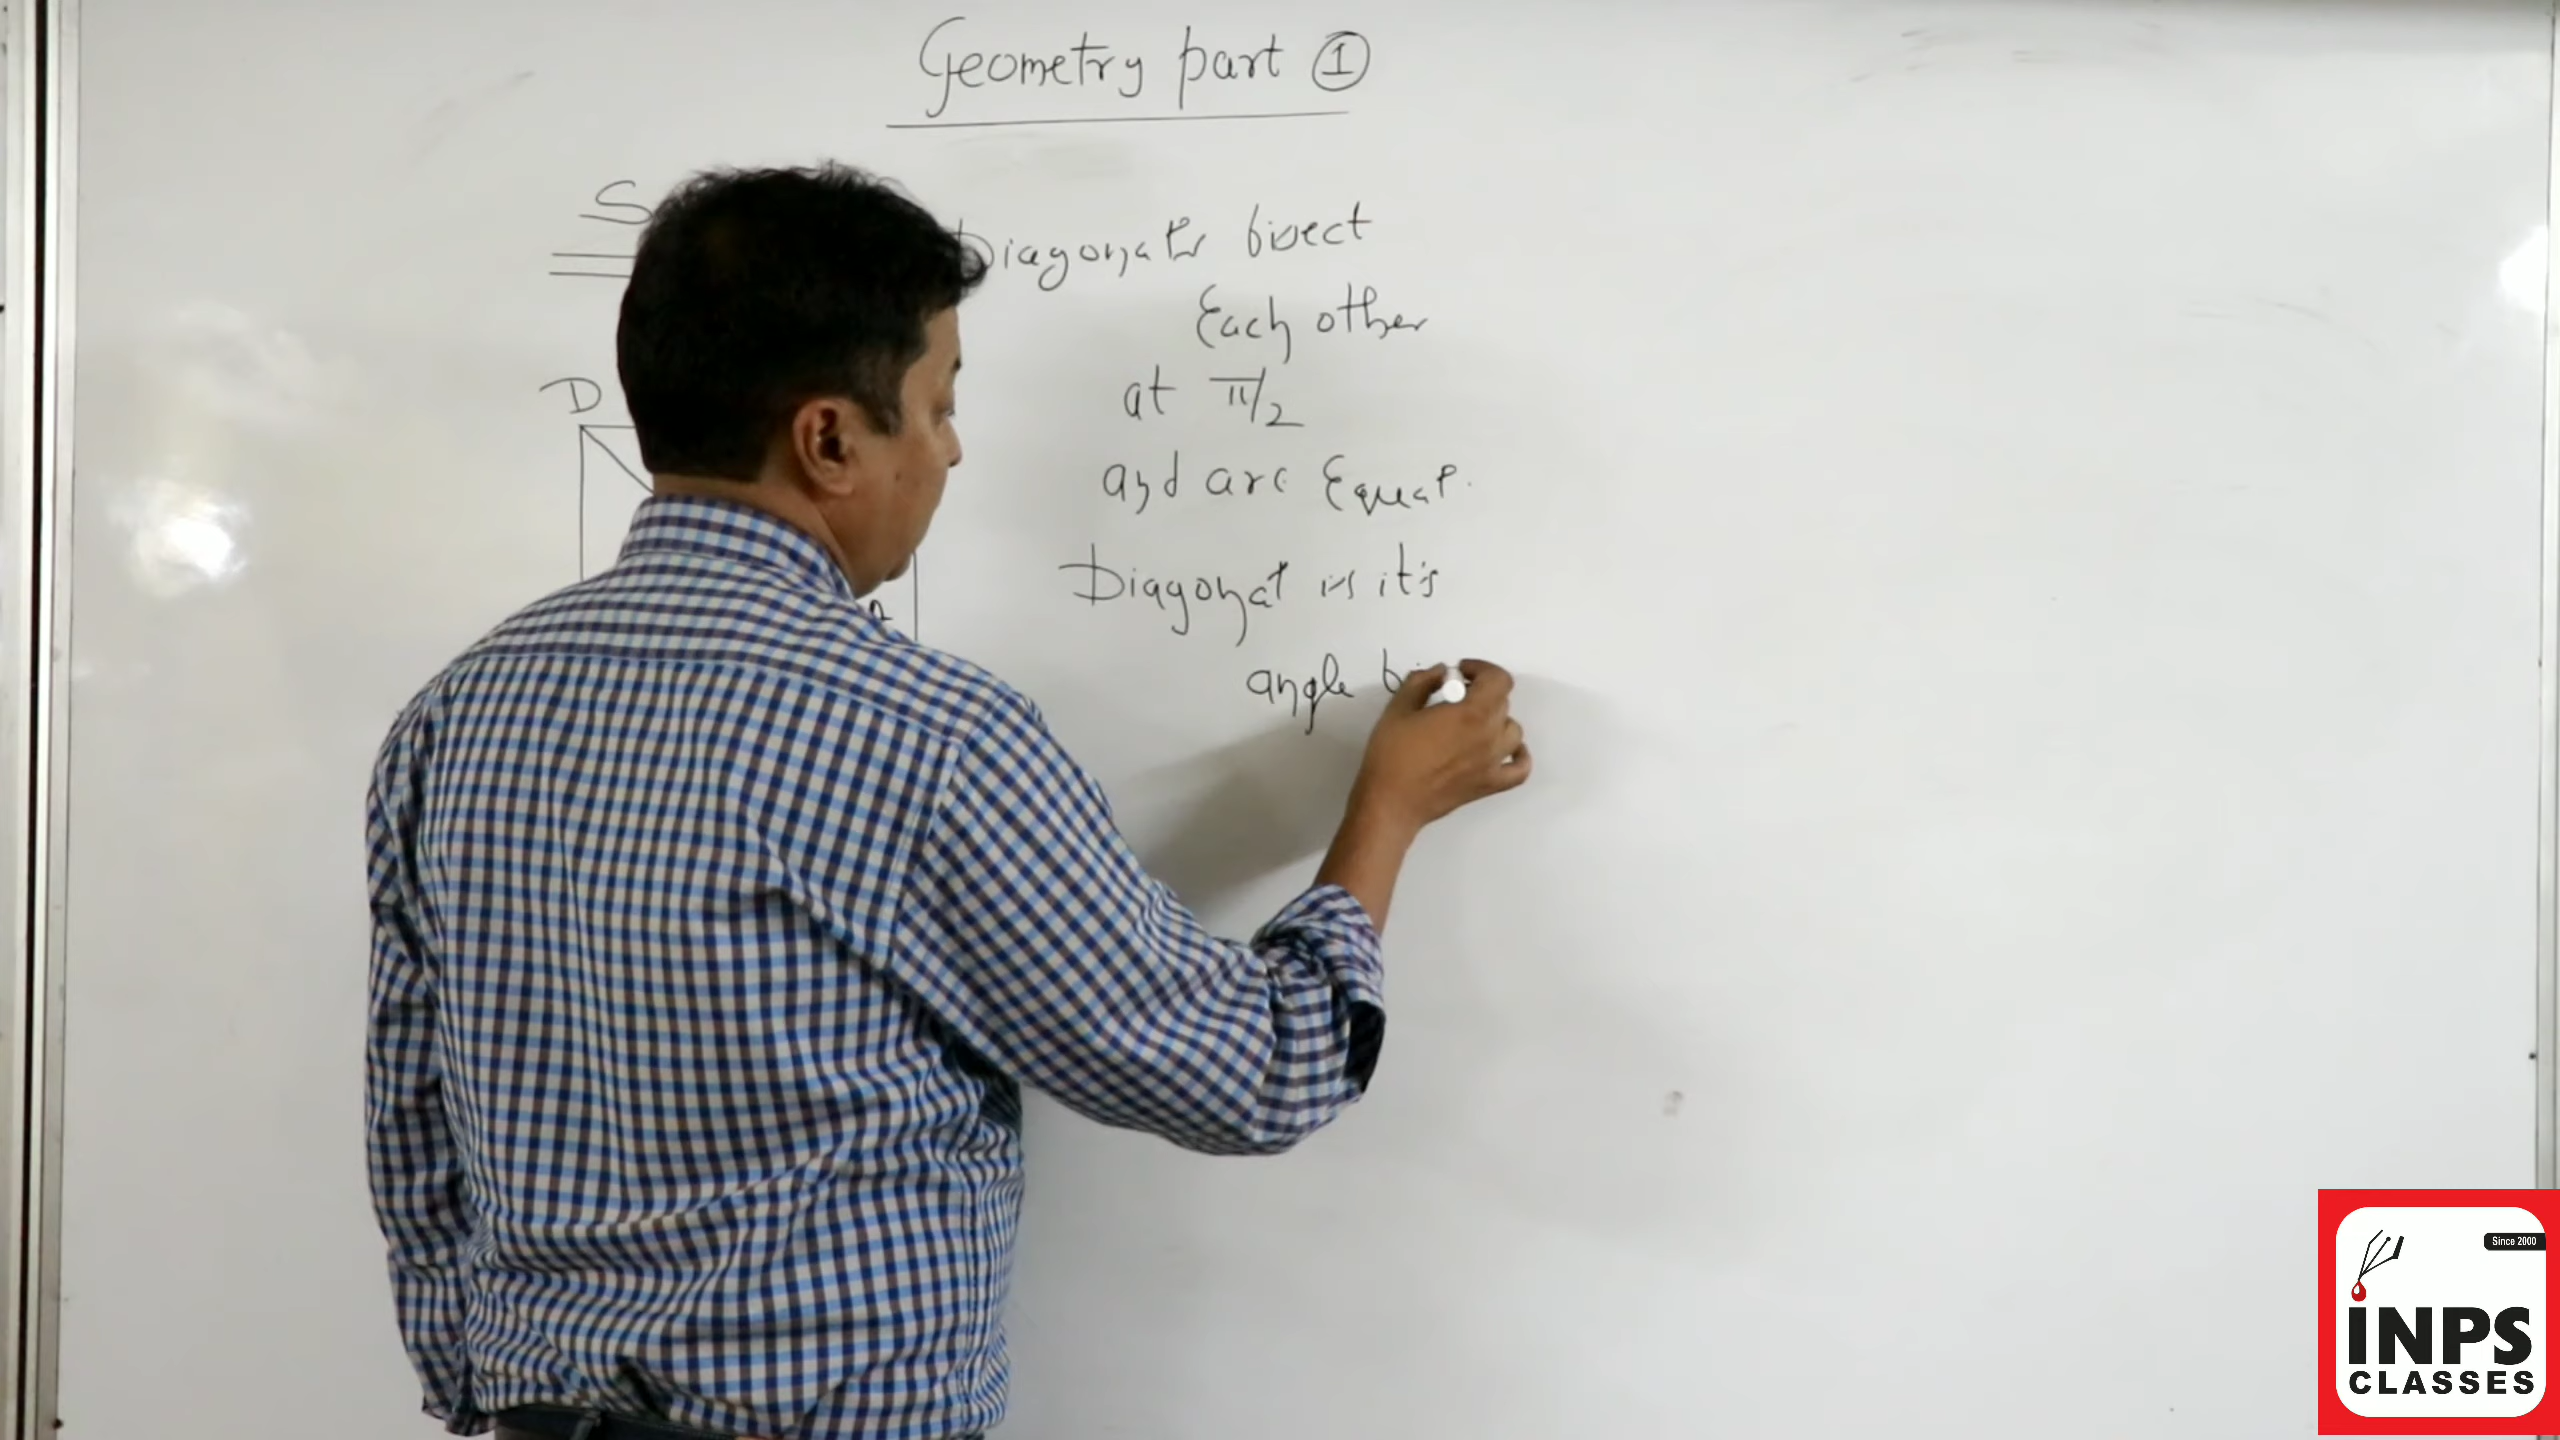 Geometry part ①
S
Diagonals bisect
Each other
at π/2
and are Equal.
D
Diagonal is it's
angle bi
Since 2000
iNPS
CLASSES